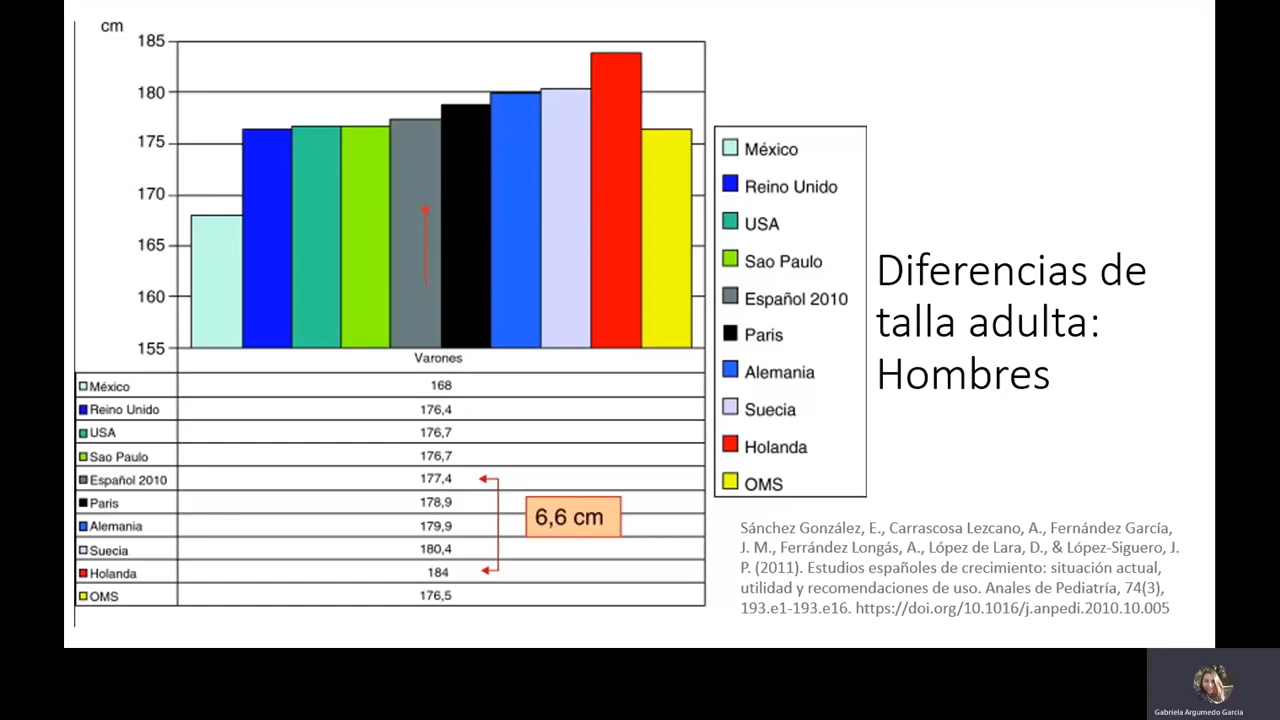 cm
185
180
175
170
165
160
155
Varones
México 168
Reino Unido 176,4
USA 176,7
Sao Paulo 176,7
Español 2010 177,4
Paris 178,9
Alemania 179,9
Suecia 180,4
Holanda 184
OMS 176,5
6,6 cm
México
Reino Unido
USA
Sao Paulo
Español 2010
Paris
Alemania
Suecia
Holanda
OMS
Diferencias de
talla adulta:
Hombres
Sánchez González, E., Carrascosa Lezcano, A., Fernández García,
J. M., Ferrández Longás, A., López de Lara, D., & López-Siguero, J.
P. (2011). Estudios españoles de crecimiento: situación actual,
utilidad y recomendaciones de uso. Anales de Pediatría, 74(3),
193.e1-193.e16. https://doi.org/10.1016/j.anpedi.2010.10.005
Gabriela Argumedo Garcia